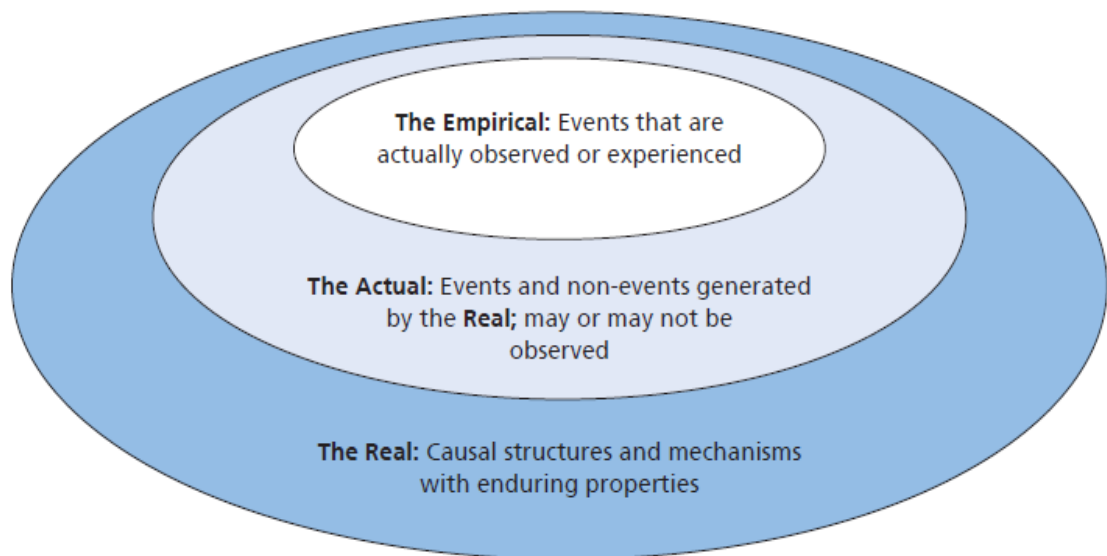 The Empirical: Events that are
actually observed or experienced
The Actual: Events and non-events generated
by the Real; may or may not be
observed
The Real: Causal structures and mechanisms
with enduring properties